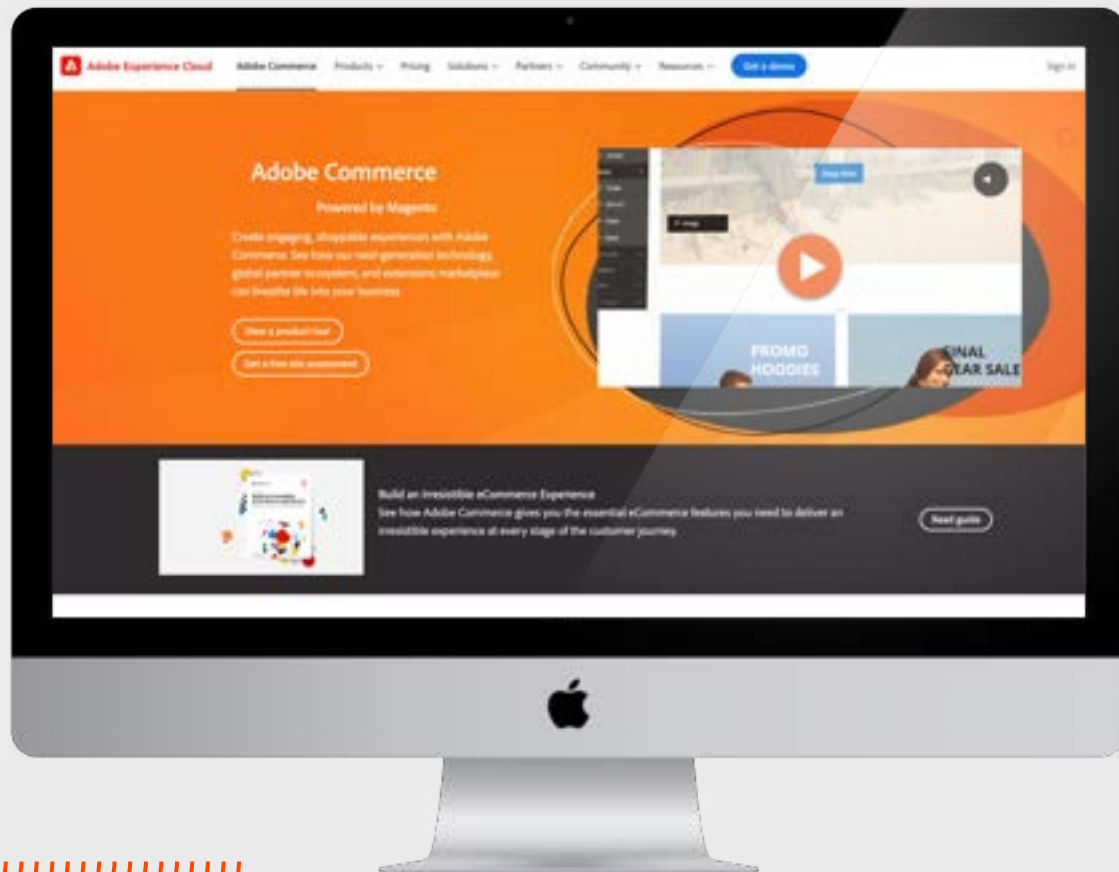 Adobe Experience Cloud
Adobe Commerce
Products
Pricing
Solutions
Partners
Community
Resources
Get a demo
Sign in
Adobe Commerce
Powered by Magento
Create engaging, shoppable experiences with Adobe
Commerce. See how our next-generation technology,
global partner ecosystem, and extensions marketplace
can breathe life into your business.
View a product tour
Get a free site assessment
Shop Now
Image
PROMO
HOODIES
FINAL
GEAR SALE
Build an irresistible eCommerce Experience
See how Adobe Commerce gives you the essential eCommerce features you need to deliver an
irresistible experience at every stage of the customer journey.
Read guide